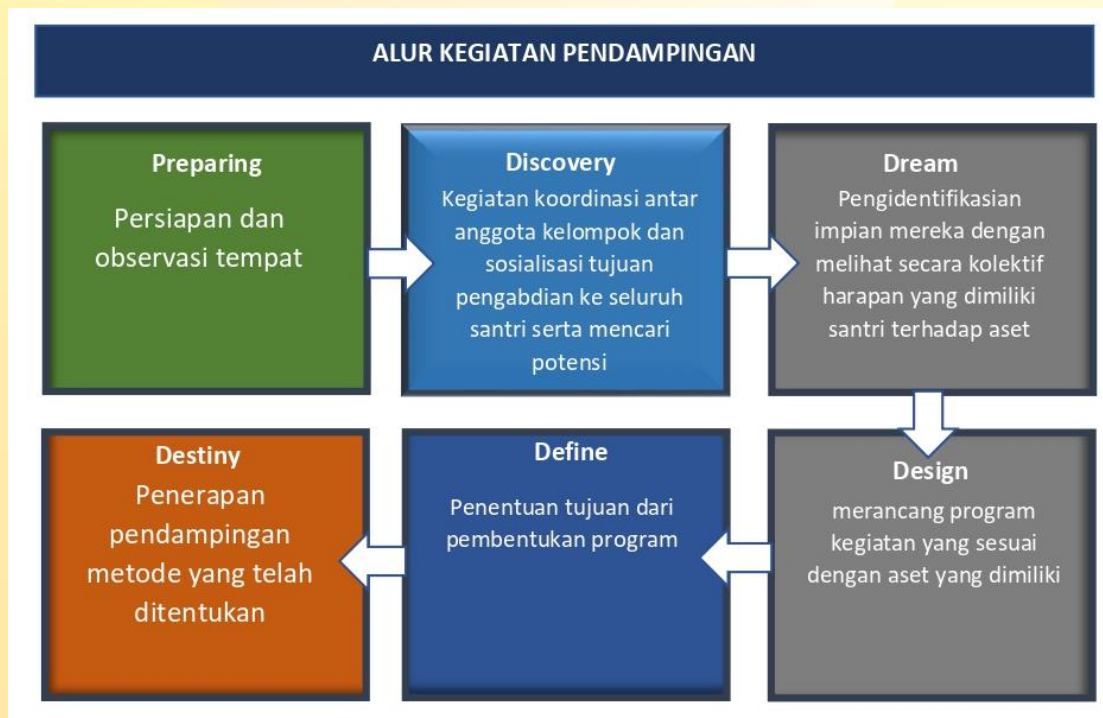 ALUR KEGIATAN PENDAMPINGAN
Preparing
Persiapan dan
observasi tempat
Discovery
Kegiatan koordinasi antar
anggota kelompok dan
sosialisasi tujuan
pengabdian ke seluruh
santri serta mencari
potensi
Dream
Pengidentifikasian
impian mereka dengan
melihat secara kolektif
harapan yang dimiliki
santri terhadap aset
Design
merancang program
kegiatan yang sesuai
dengan aset yang dimiliki
Define
Penentuan tujuan dari
pembentukan program
Destiny
Penerapan
pendampingan
metode yang telah
ditentukan